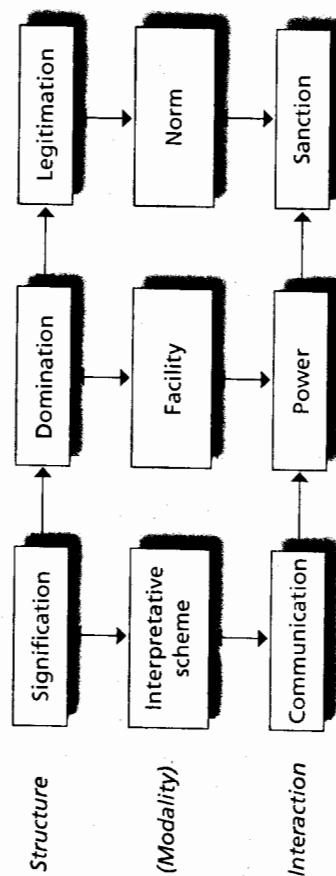 Structure
Signification
Domination
Legitimation
(Modality)
Interpretative
scheme
Facility
Norm
Interaction
Communication
Power
Sanction